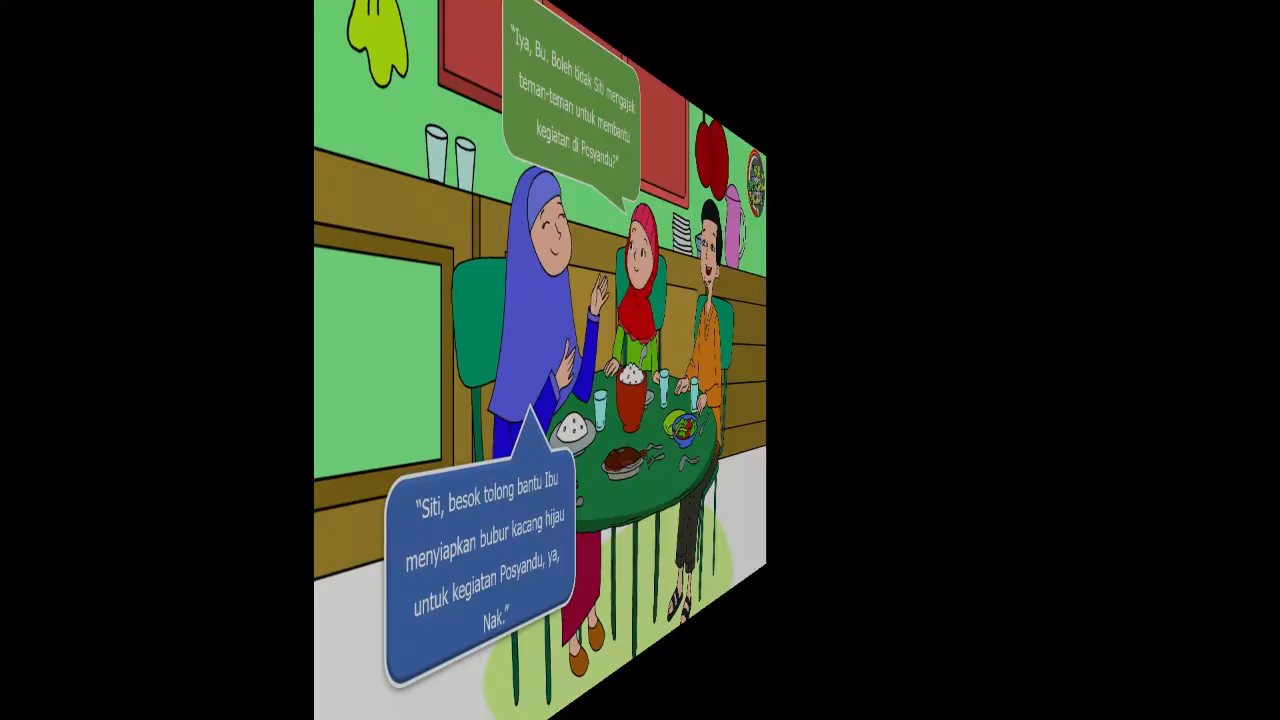 “Iya, Bu. Boleh tidak Siti mengajak
teman-teman untuk membantu
kegiatan di Posyandu?”
“Siti, besok tolong bantu Ibu
menyiapkan bubur kacang hijau
untuk kegiatan Posyandu, ya,
Nak.”